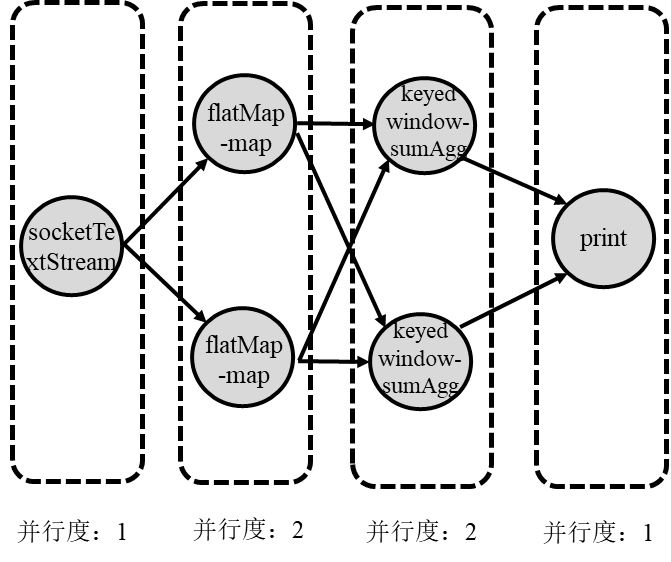 socketTe
xtStream
flatMap
-map
flatMap
-map
keyed
window-
sumAgg
keyed
window-
sumAgg
print
并行度：1
并行度：2
并行度：2
并行度：1